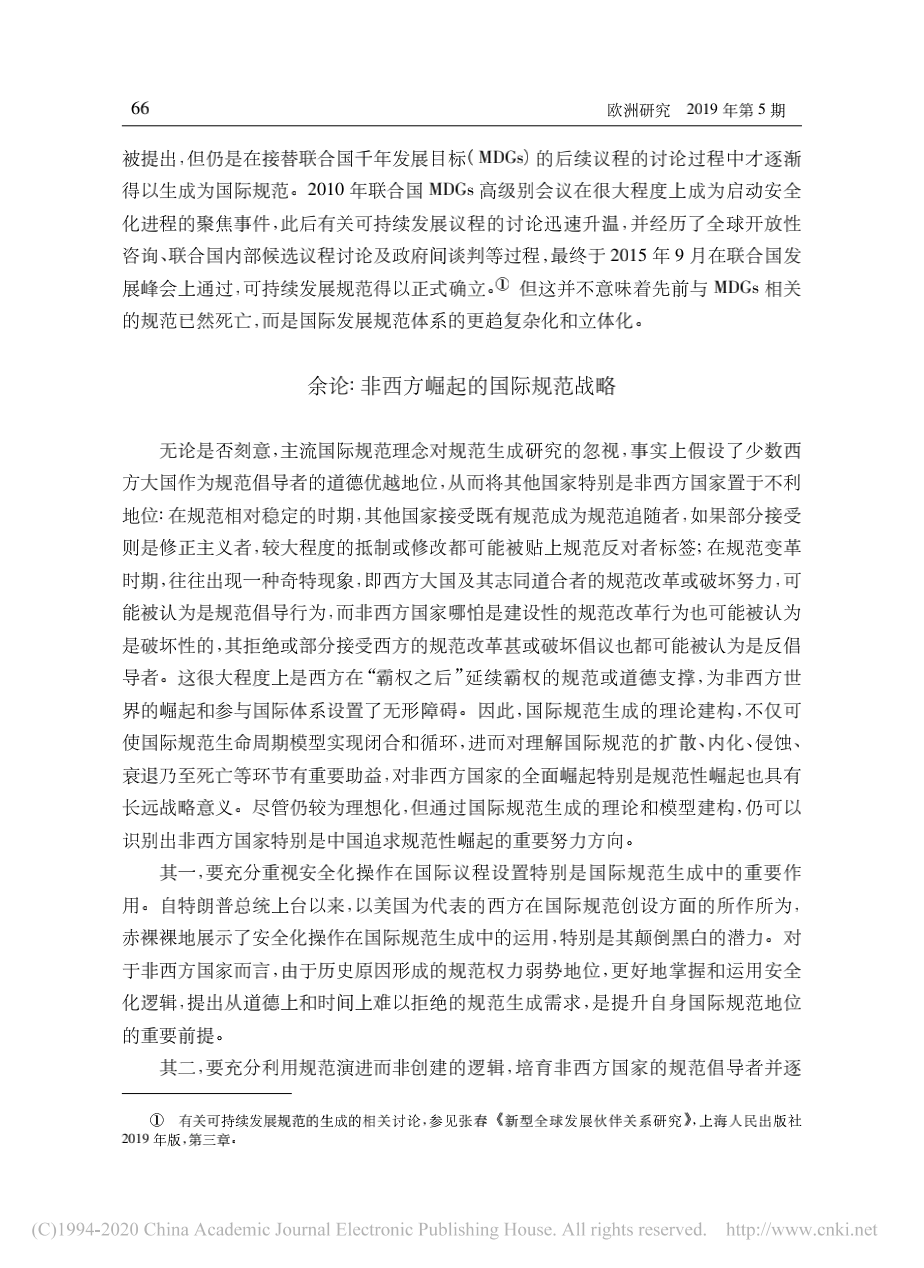 66
欧洲研究 2019 年第 5 期
被提出,但仍是在接替联合国千年发展目标( MDGs) 的后续议程的讨论过程中才逐渐
得以生成为国际规范。2010 年联合国 MDGs 高级别会议在很大程度上成为启动安全
化进程的聚焦事件,此后有关可持续发展议程的讨论迅速升温,并经历了全球开放性
咨询、联合国内部候选议程讨论及政府间谈判等过程,最终于 2015 年 9 月在联合国发
展峰会上通过,可持续发展规范得以正式确立。① 但这并不意味着先前与 MDGs 相关
的规范已然死亡,而是国际发展规范体系的更趋复杂化和立体化。
余论: 非西方崛起的国际规范战略
无论是否刻意,主流国际规范理念对规范生成研究的忽视,事实上假设了少数西
方大国作为规范倡导者的道德优越地位,从而将其他国家特别是非西方国家置于不利
地位: 在规范相对稳定的时期,其他国家接受既有规范成为规范追随者,如果部分接受
则是修正主义者,较大程度的抵制或修改都可能被贴上规范反对者标签; 在规范变革
时期,往往出现一种奇特现象,即西方大国及其志同道合者的规范改革或破坏努力,可
能被认为是规范倡导行为,而非西方国家哪怕是建设性的规范改革行为也可能被认为
是破坏性的,其拒绝或部分接受西方的规范改革甚或破坏倡议也都可能被认为是反倡
导者。这很大程度上是西方在“霸权之后”延续霸权的规范或道德支撑,为非西方世
界的崛起和参与国际体系设置了无形障碍。因此,国际规范生成的理论建构,不仅可
使国际规范生命周期模型实现闭合和循环,进而对理解国际规范的扩散、内化、侵蚀、
衰退乃至死亡等环节有重要助益,对非西方国家的全面崛起特别是规范性崛起也具有
长远战略意义。尽管仍较为理想化,但通过国际规范生成的理论和模型建构,仍可以
识别出非西方国家特别是中国追求规范性崛起的重要努力方向。
其一,要充分重视安全化操作在国际议程设置特别是国际规范生成中的重要作
用。自特朗普总统上台以来,以美国为代表的西方在国际规范创设方面的所作所为,
赤裸裸地展示了安全化操作在国际规范生成中的运用,特别是其颠倒黑白的潜力。对
于非西方国家而言,由于历史原因形成的规范权力弱势地位,更好地掌握和运用安全
化逻辑,提出从道德上和时间上难以拒绝的规范生成需求,是提升自身国际规范地位
的重要前提。
其二,要充分利用规范演进而非创建的逻辑,培育非西方国家的规范倡导者并逐
① 有关可持续发展规范的生成的相关讨论,参见张春《新型全球发展伙伴关系研究》,上海人民出版社
2019 年版,第三章。
(C)1994-2020 China Academic Journal Electronic Publishing House. All rights reserved. http://www.cnki.net